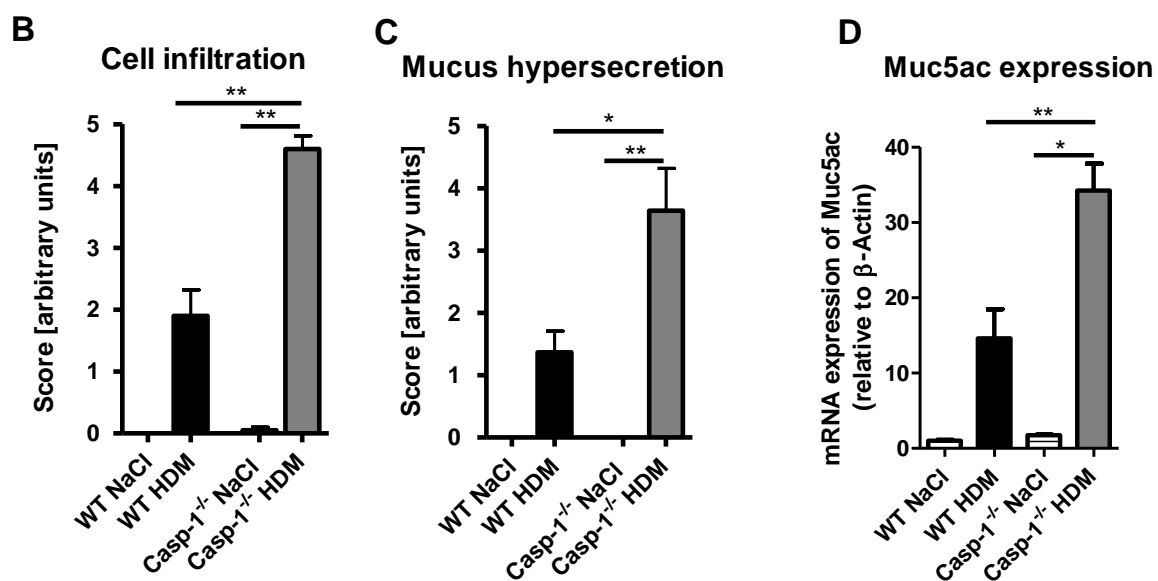 B
Cell infiltration
**
**
Score [arbitrary units]
5
4
3
2
1
0
WT NaCl
WT HDM
Casp-1-/- NaCl
Casp-1-/- HDM
C
Mucus hypersecretion
*
**
Score [arbitrary units]
5
4
3
2
1
0
WT NaCl
WT HDM
Casp-1-/- NaCl
Casp-1-/- HDM
D
Muc5ac expression
**
*
mRNA expression of Muc5ac
(relative to β-Actin)
40
30
20
10
0
WT NaCl
WT HDM
Casp-1-/- NaCl
Casp-1-/- HDM